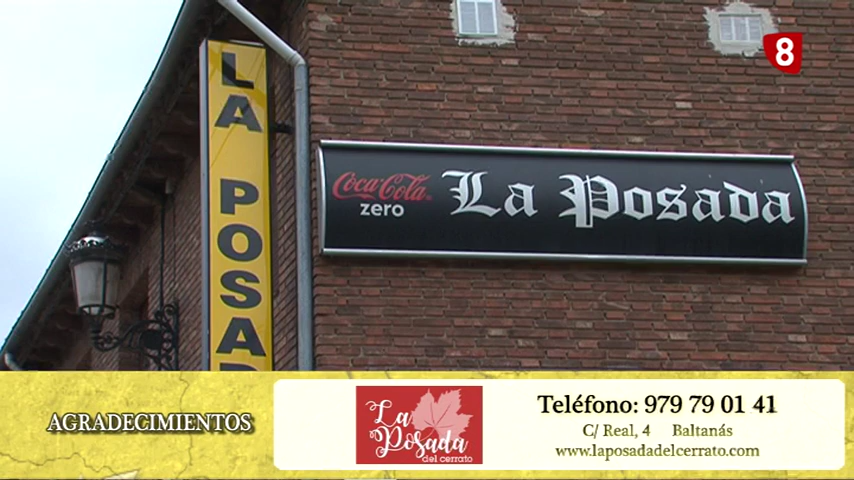 8
LA POSAD
Coca-Cola
zero
La Posada
AGRADECIMIENTOS
La
Posada
del cerrato
Teléfono: 979 79 01 41
C/ Real, 4 Baltanás
www.laposadadelcerrato.com